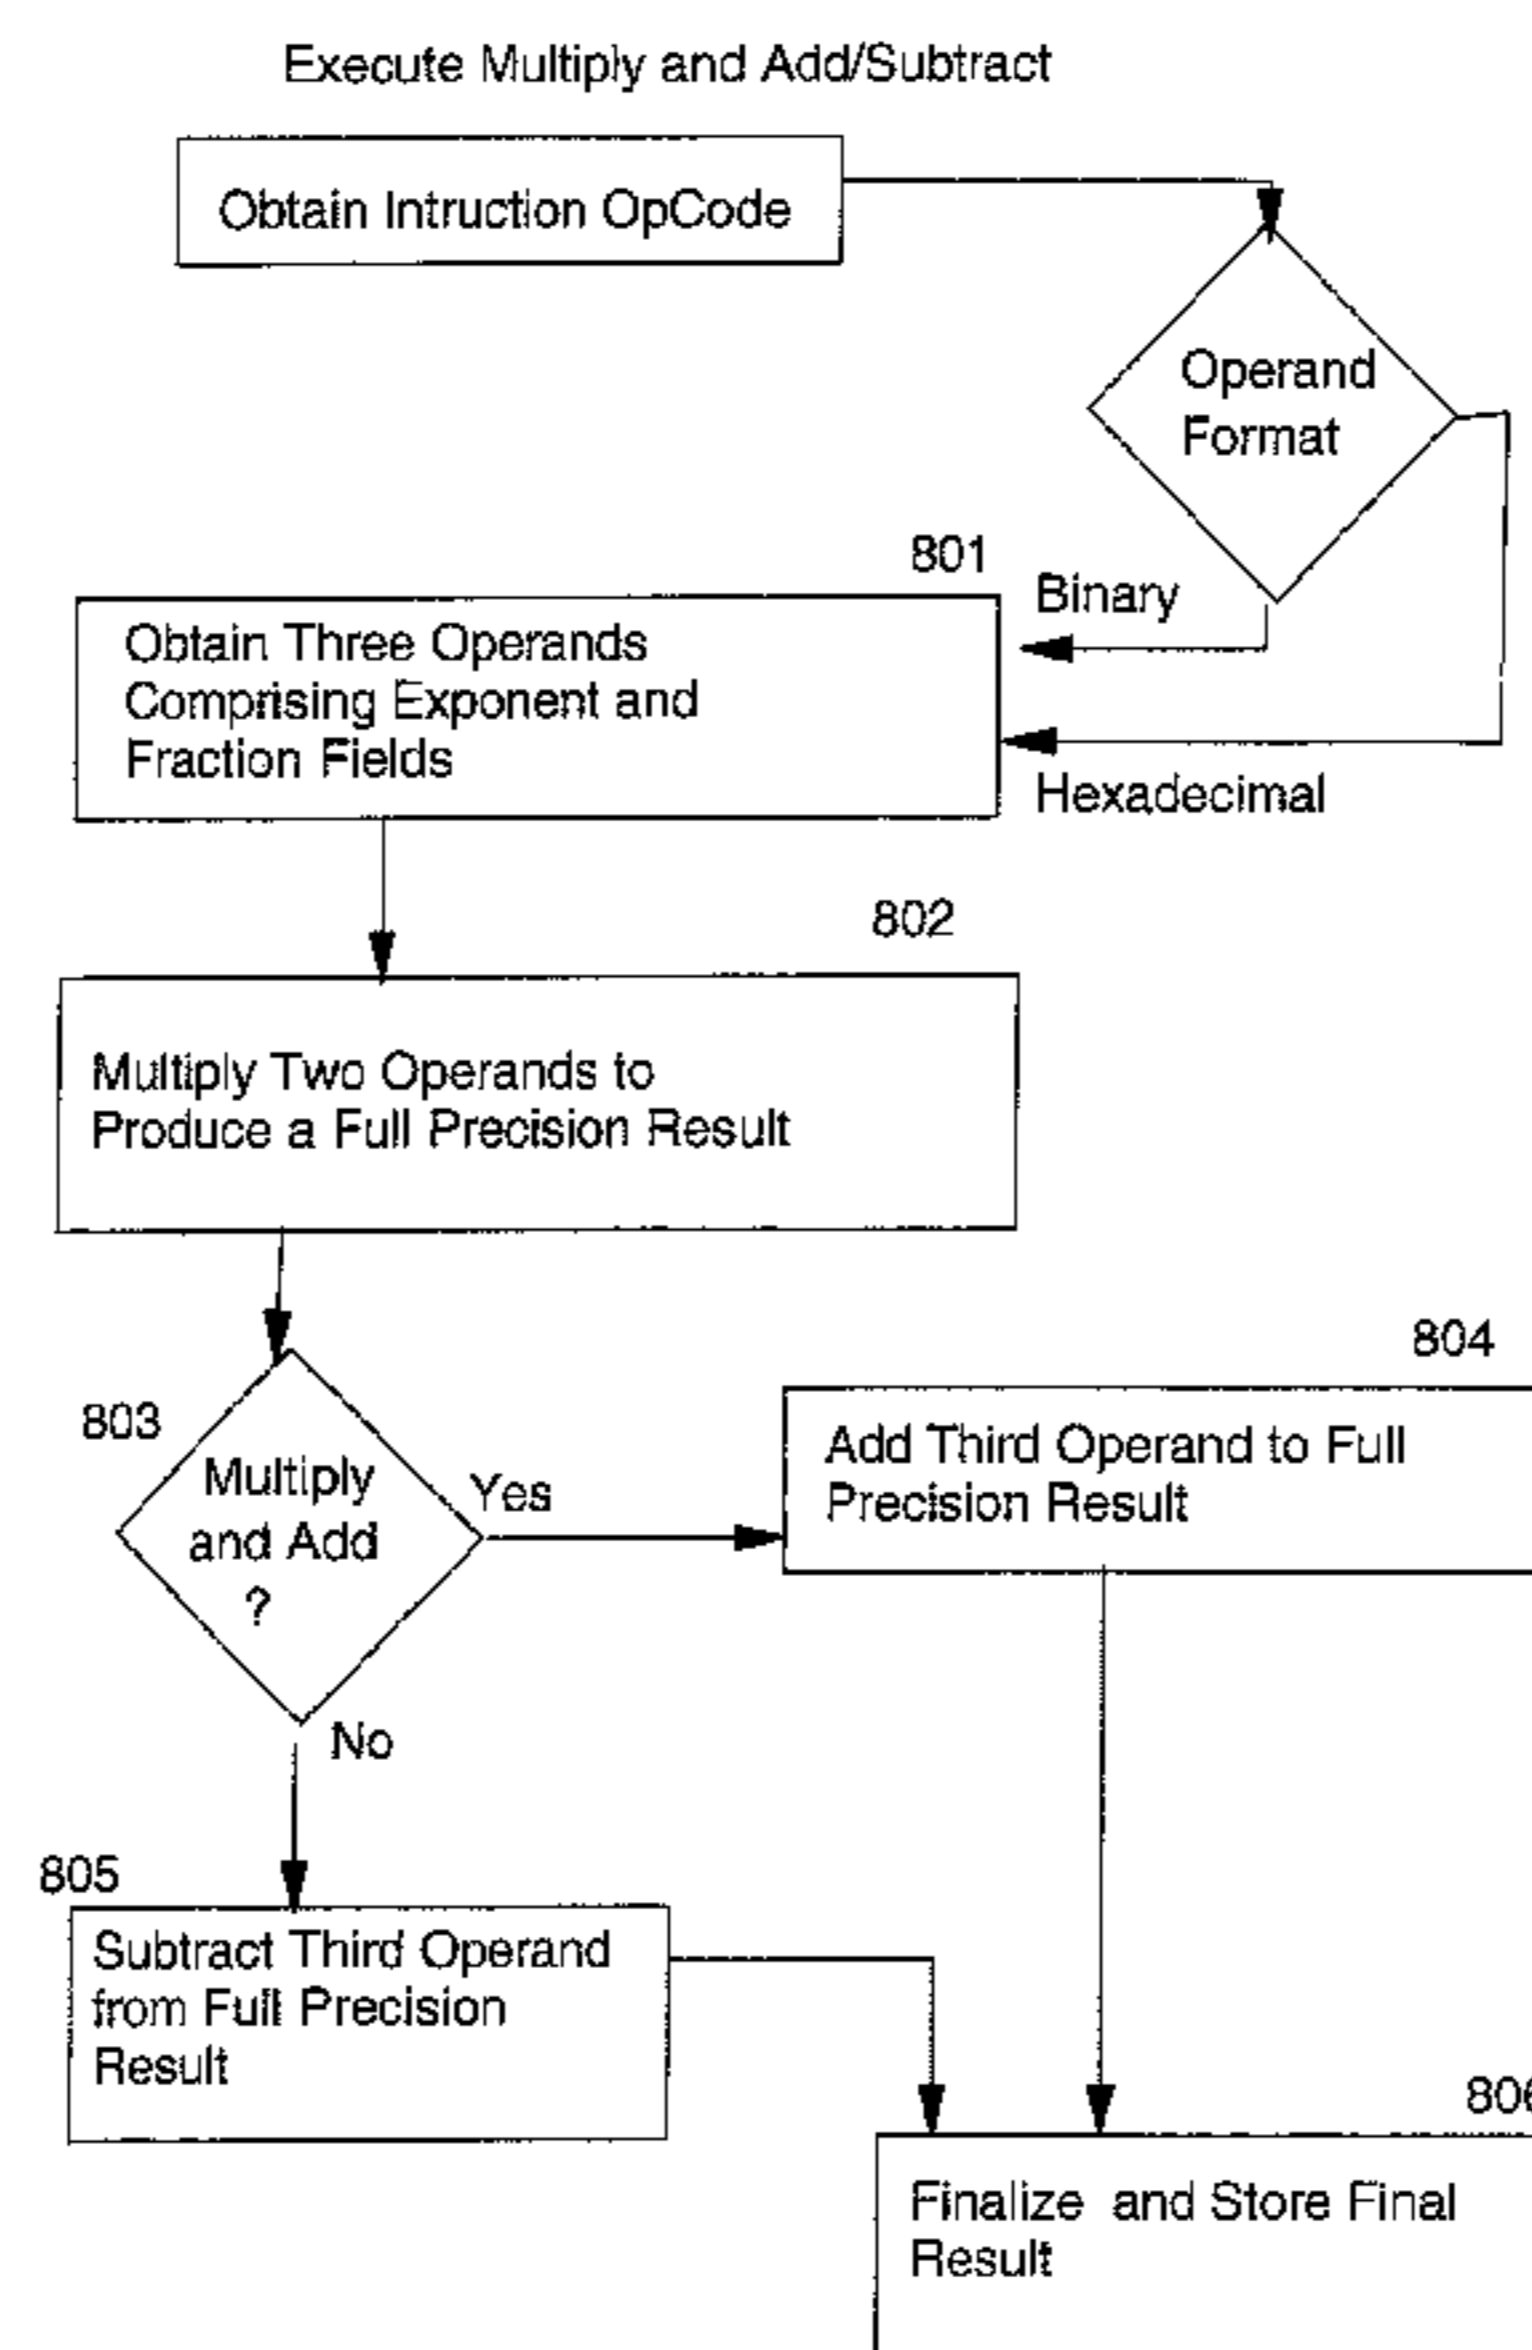 Execute Multiply and Add/Subtract
Obtain Intruction OpCode
Operand
Format
801
Binary
Obtain Three Operands
Comprising Exponent and
Fraction Fields
Hexadecimal
802
Multiply Two Operands to
Produce a Full Precision Result
803
Multiply
and Add
?
Yes
804
Add Third Operand to Full
Precision Result
No
805
Subtract Third Operand
from Full Precision
Result
806
Finalize and Store Final
Result